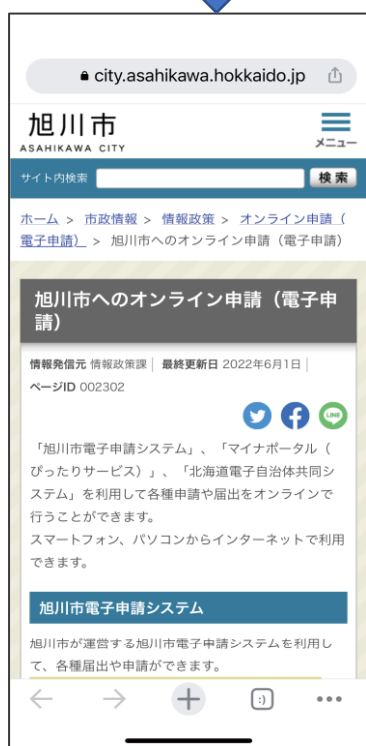 city.asahikawa.hokkaido.jp
旭川市
ASAHIKAWA CITY
メニュー
サイト内検索
検索
ホーム > 市政情報 > 情報政策 > オンライン申請（
電子申請） > 旭川市へのオンライン申請（電子申請）
旭川市へのオンライン申請（電子申
請）
情報発信元 情報政策課 | 最終更新日 2022年6月1日 |
ページID 002302
LINE
「旭川市電子申請システム」、「マイナポータル（
ぴったりサービス）」、「北海道電子自治体共同シ
ステム」を利用して各種申請や届出をオンラインで
行うことができます。
スマートフォン、パソコンからインターネットで利用
できます。
旭川市電子申請システム
旭川市が運営する旭川市電子申請システムを利用し
て、各種届出や申請ができます。
:)